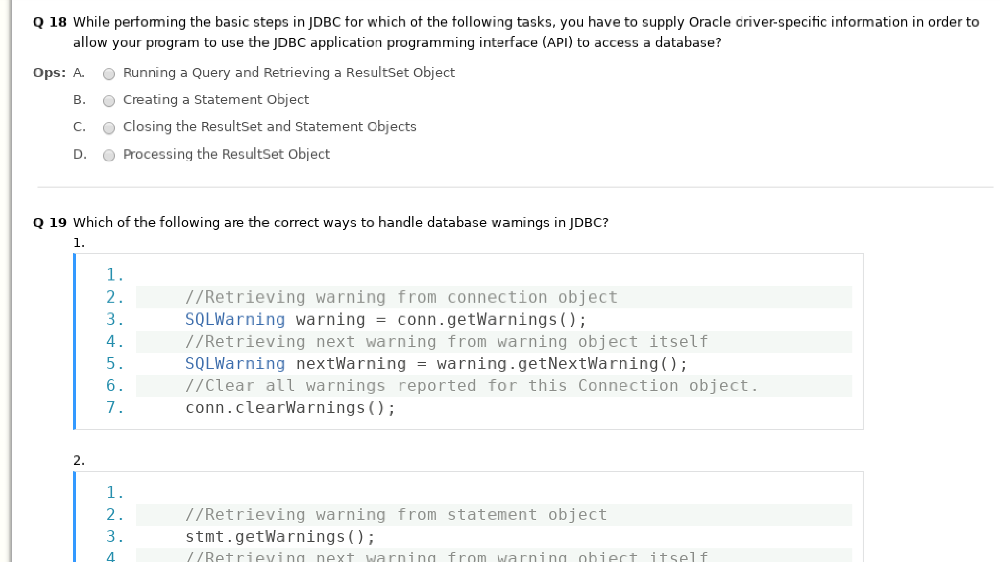 Q 18 While performing the basic steps in JDBC for which of the following tasks, you have to supply Oracle driver-specific information in order to
allow your program to use the JDBC application programming interface (API) to access a database?
Ops: A. Running a Query and Retrieving a ResultSet Object
B. Creating a Statement Object
C. Closing the ResultSet and Statement Objects
D. Processing the ResultSet Object
Q 19 Which of the following are the correct ways to handle database warnings in JDBC?
1.
1.
2. //Retrieving warning from connection object
3. SQLWarning warning = conn.getWarnings();
4. //Retrieving next warning from warning object itself
5. SQLWarning nextWarning = warning.getNextWarning();
6. //Clear all warnings reported for this Connection object.
7. conn.clearWarnings();
2.
1.
2. //Retrieving warning from statement object
3. stmt.getWarnings();
4 //Retrieving next warning from warning object itself